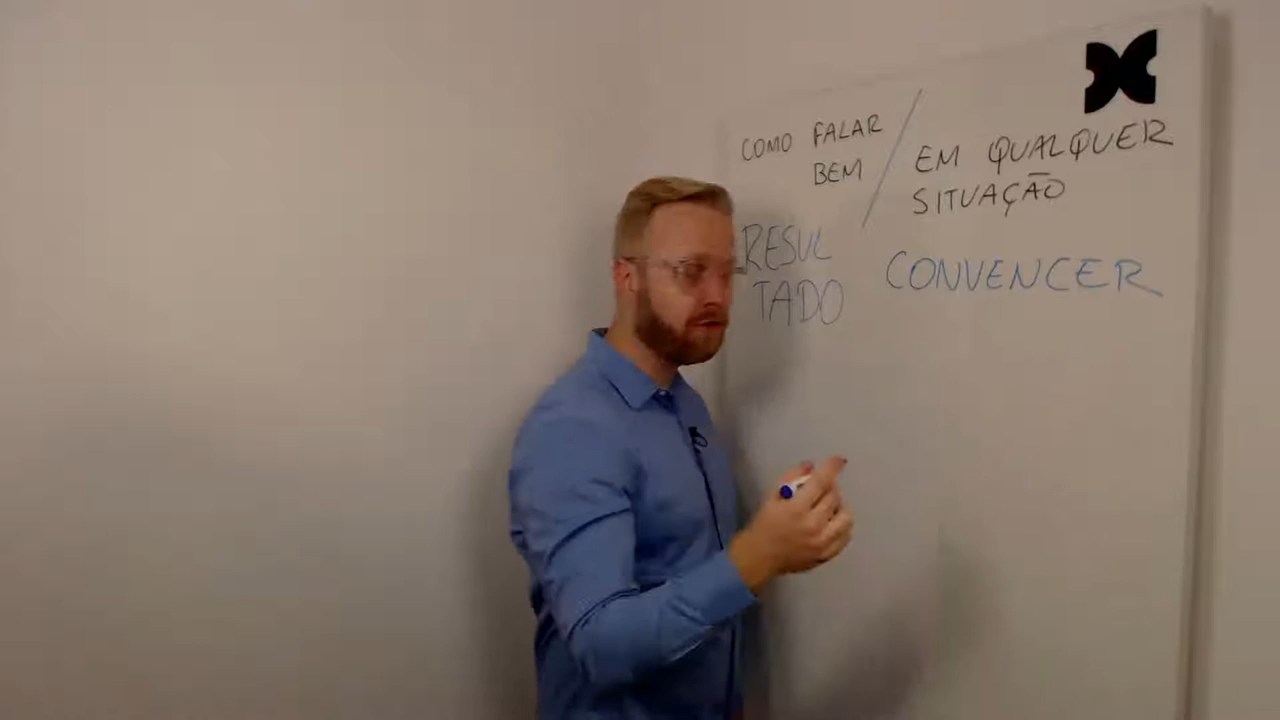 COMO FALAR
BEM
EM QUALQUER
SITUAÇÃO
RESUL
TADO
CONVENCER